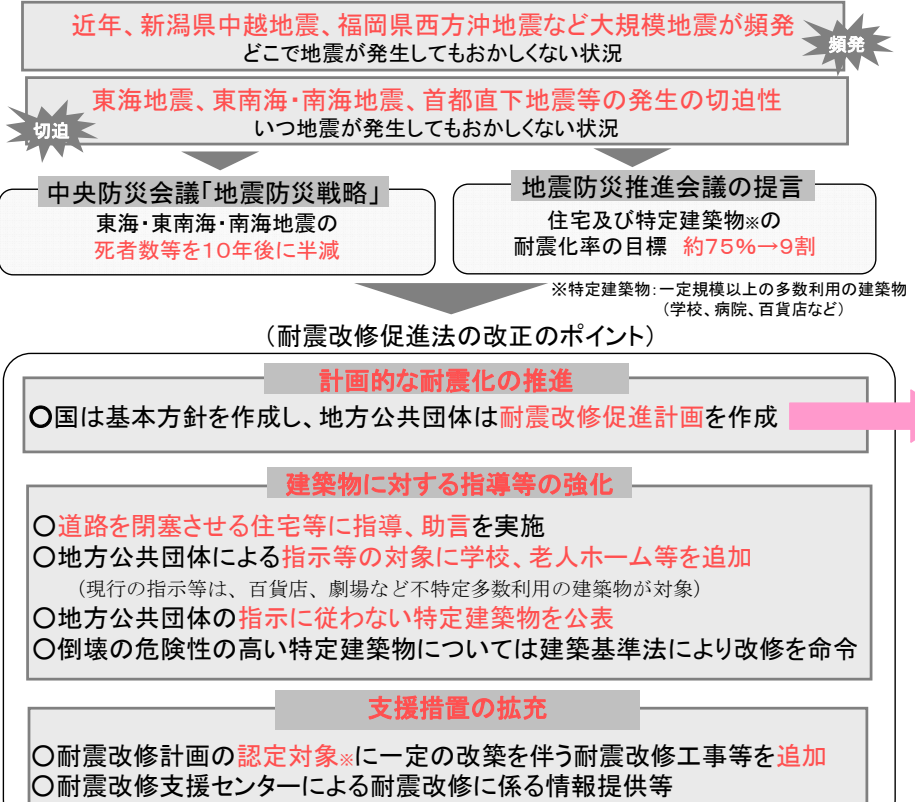 近年、新潟県中越地震、福岡県西方沖地震など大規模地震が頻発
どこで地震が発生してもおかしくない状況
頻発
東海地震、東南海・南海地震、首都直下地震等の発生の切迫性
いつ地震が発生してもおかしくない状況
切迫
中央防災会議「地震防災戦略」
東海・東南海・南海地震の
死者数等を10年後に半減
地震防災推進会議の提言
住宅及び特定建築物※の
耐震化率の目標 約75%→9割
※特定建築物:一定規模以上の多数利用の建築物
(学校、病院、百貨店など)
(耐震改修促進法の改正のポイント)
計画的な耐震化の推進
○国は基本方針を作成し、地方公共団体は耐震改修促進計画を作成
建築物に対する指導等の強化
○道路を閉塞させる住宅等に指導、助言を実施
○地方公共団体による指示等の対象に学校、老人ホーム等を追加
(現行の指示等は、百貨店、劇場など不特定多数利用の建築物が対象)
○地方公共団体の指示に従わない特定建築物を公表
○倒壊の危険性の高い特定建築物については建築基準法により改修を命令
支援措置の拡充
○耐震改修計画の認定対象※に一定の改築を伴う耐震改修工事等を追加
○耐震改修支援センターによる耐震改修に係る情報提供等